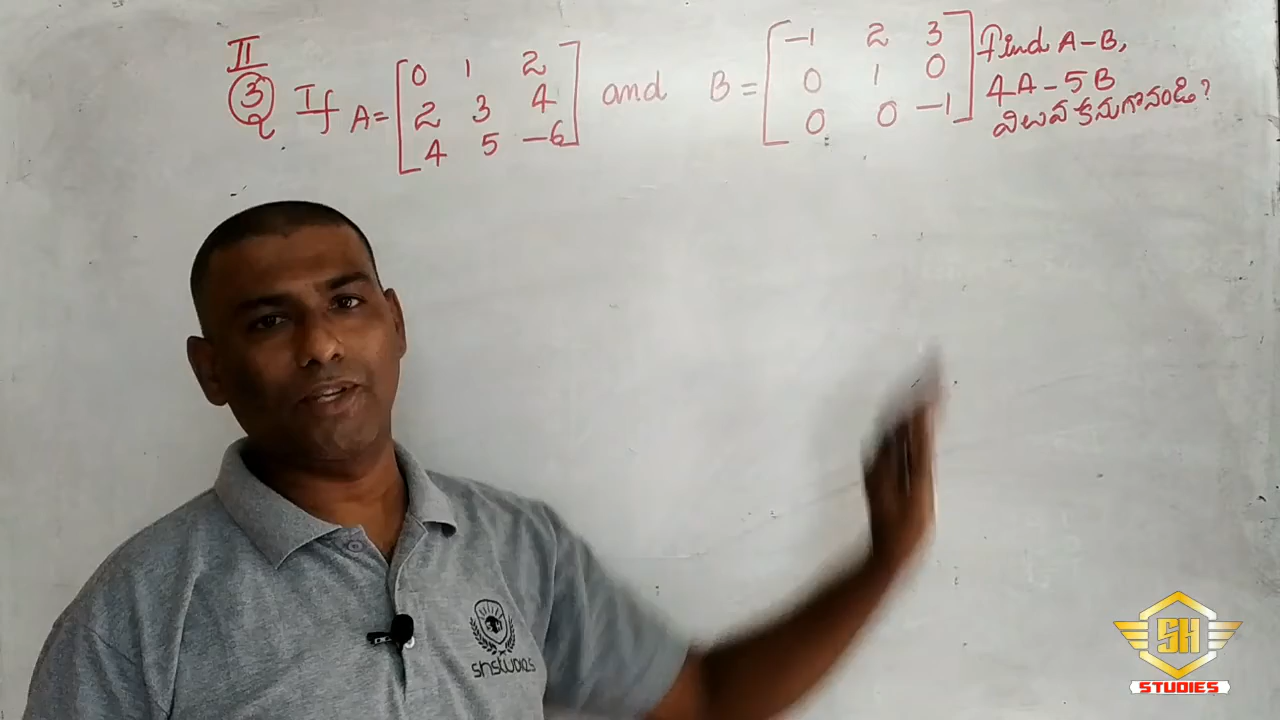 II
3Q If A= [0 1 2
2 3 4
4 5 -6] and B= [-1 2 3
0 1 0
0 0 -1] Find A-B,
4A-5B
విలువ కనుగొనండి?
shstudies
SH
STUDIES